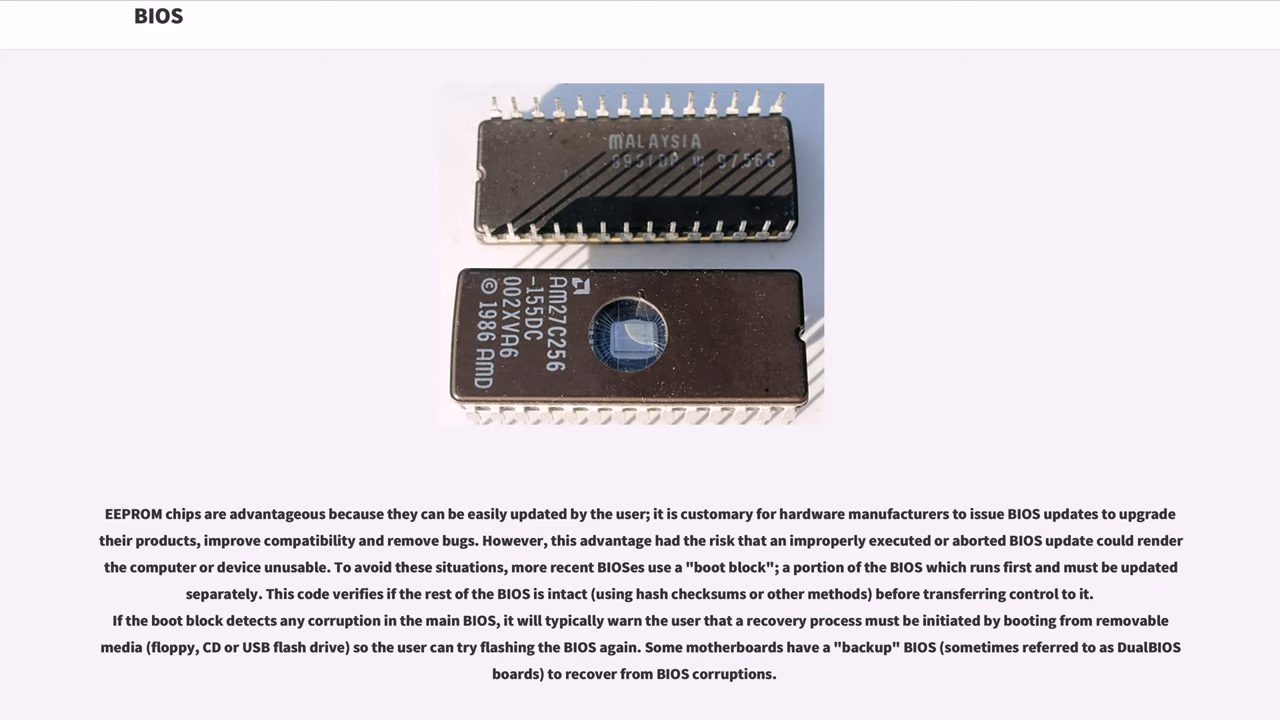 BIOS
MALAYSIA
AM27C256
-155DC
002XVA6
© 1986 AMD
EEPROM chips are advantageous because they can be easily updated by the user; it is customary for hardware manufacturers to issue BIOS updates to upgrade
their products, improve compatibility and remove bugs. However, this advantage had the risk that an improperly executed or aborted BIOS update could render
the computer or device unusable. To avoid these situations, more recent BIOSes use a "boot block"; a portion of the BIOS which runs first and must be updated
separately. This code verifies if the rest of the BIOS is intact (using hash checksums or other methods) before transferring control to it.
If the boot block detects any corruption in the main BIOS, it will typically warn the user that a recovery process must be initiated by booting from removable
media (floppy, CD or USB flash drive) so the user can try flashing the BIOS again. Some motherboards have a "backup" BIOS (sometimes referred to as DualBIOS
boards) to recover from BIOS corruptions.